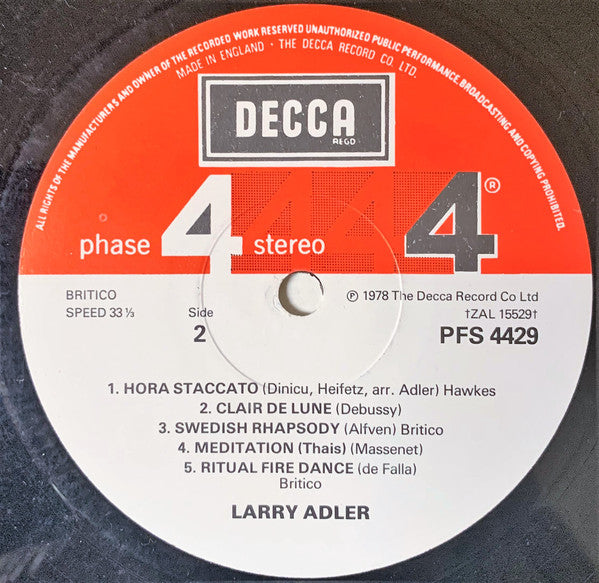 ALL RIGHTS OF THE MANUFACTURERS AND OWNER OF THE RECORDED WORK RESERVED UNAUTHORIZED PUBLIC PERFORMANCE, BROADCASTING AND COPYING PROHIBITED.
MADE IN ENGLAND · THE DECCA RECORD CO. LTD.
DECCA
REGD
phase 4 stereo 4 4 4®
BRITICO
SPEED 33⅓
Side
2
℗ 1978 The Decca Record Co Ltd
†ZAL 15529†
PFS 4429
1. HORA STACCATO (Dinicu, Heifetz, arr. Adler) Hawkes
2. CLAIR DE LUNE (Debussy)
3. SWEDISH RHAPSODY (Alfven) Britico
4. MEDITATION (Thais) (Massenet)
5. RITUAL FIRE DANCE (de Falla)
Britico
LARRY ADLER